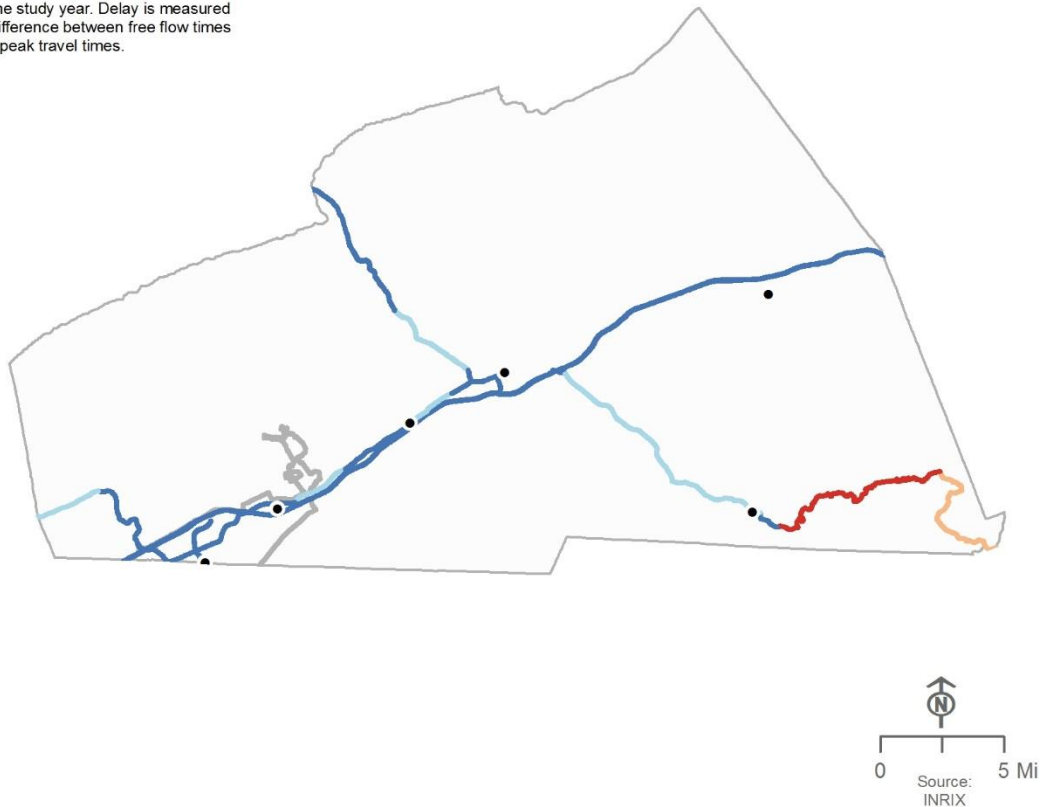 he study year. Delay is measured
ifference between free flow times
peak travel times.
N
0
5 Mi
Source:
INRIX